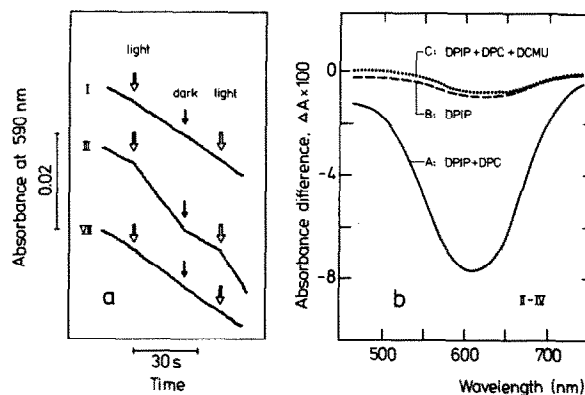 light
dark
light
I
II
VII
Absorbance at 590 nm
0.02
a
30s
Time
C: DPIP+DPC+DCMU
B: DPIP
A: DPIP+DPC
Absorbance difference, ΔA×100
0
-4
-8
b
II-IV
500
600
700
Wavelength (nm)